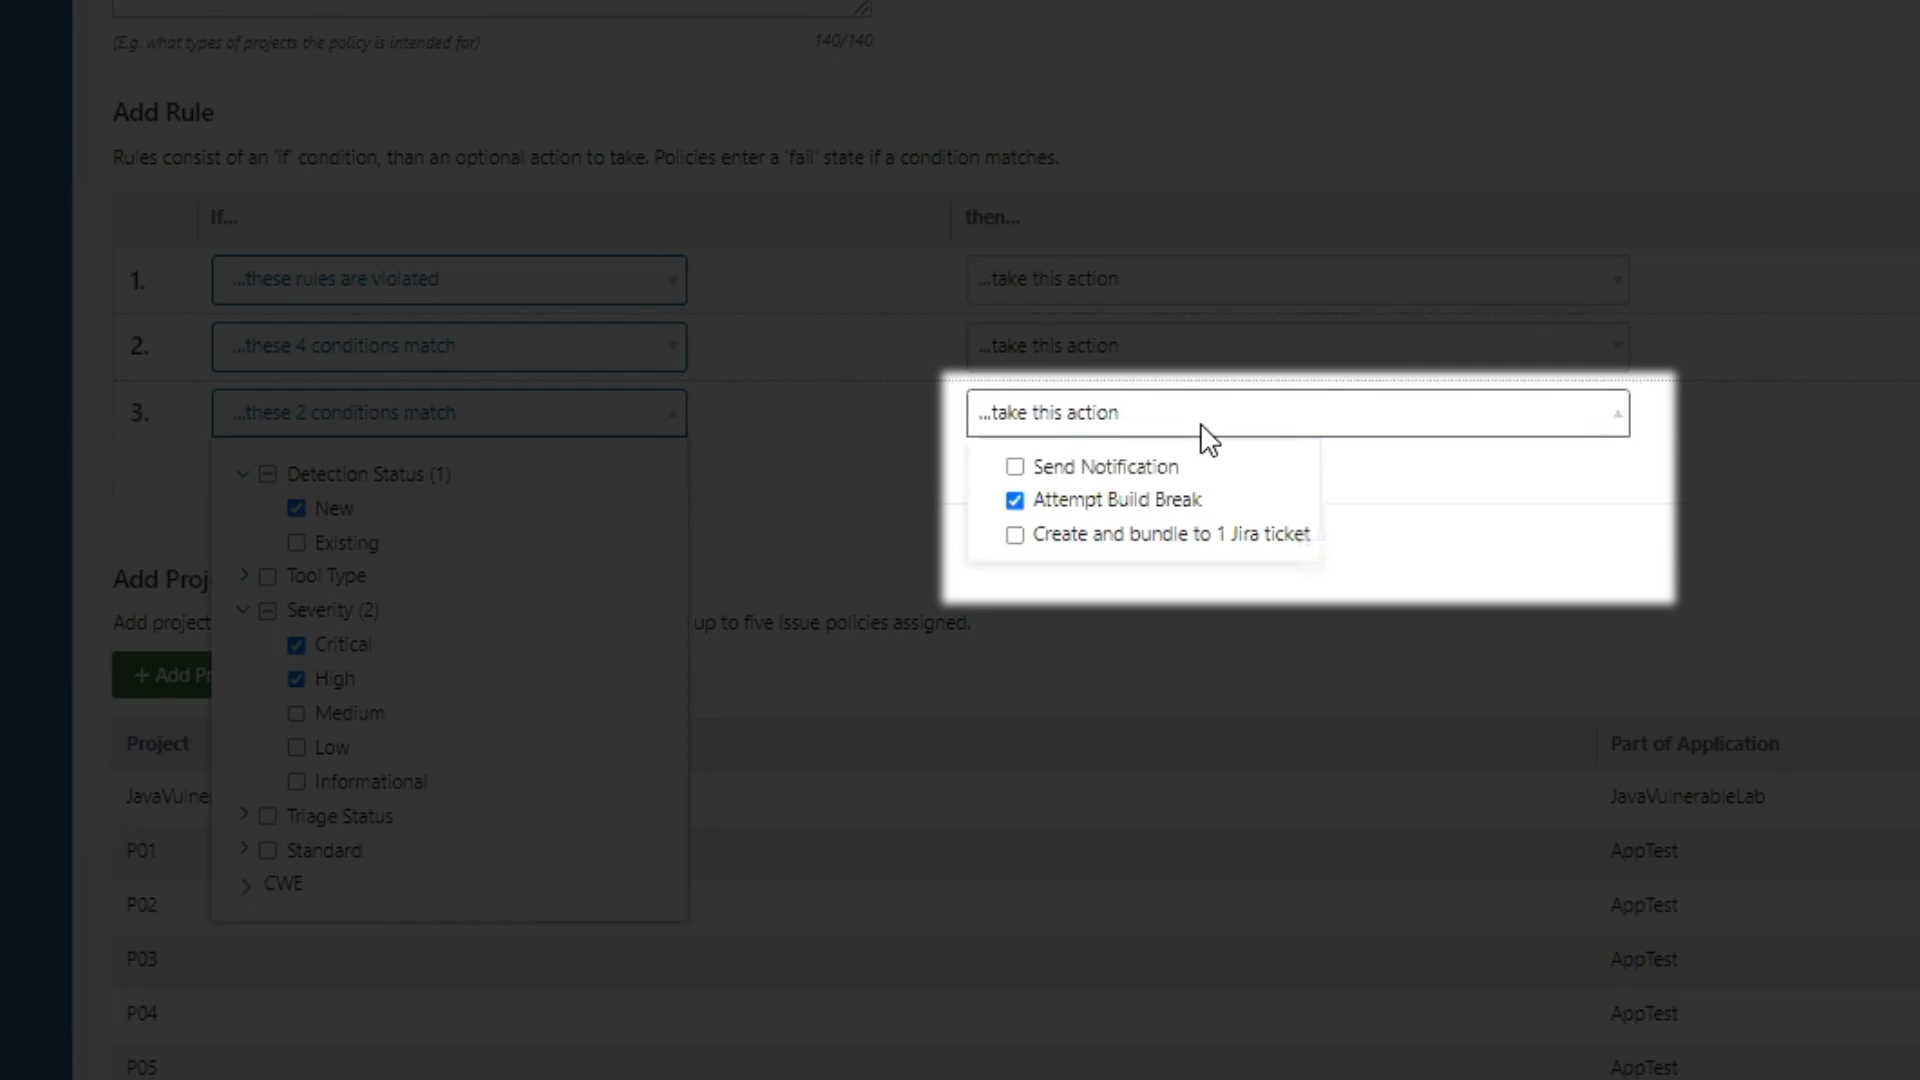 (E.g. what types of projects the policy is intended for)
140/140
Add Rule
Rules consist of an 'if' condition, than an optional action to take. Policies enter a 'fail' state if a condition matches.
If...
then...
1.
...these rules are violated
...take this action
2.
...these 4 conditions match
...take this action
3.
...these 2 conditions match
...take this action
Detection Status (1)
New
Existing
Tool Type
Severity (2)
Critical
High
Medium
Low
Informational
Triage Status
Standard
CWE
Send Notification
Attempt Build Break
Create and bundle to 1 Jira ticket
Add Proj
Add project
up to five issue policies assigned.
+ Add Pr
Project
Part of Application
JavaVulner
JavaVulnerableLab
P01
AppTest
P02
AppTest
P03
AppTest
P04
AppTest
P05
AppTest